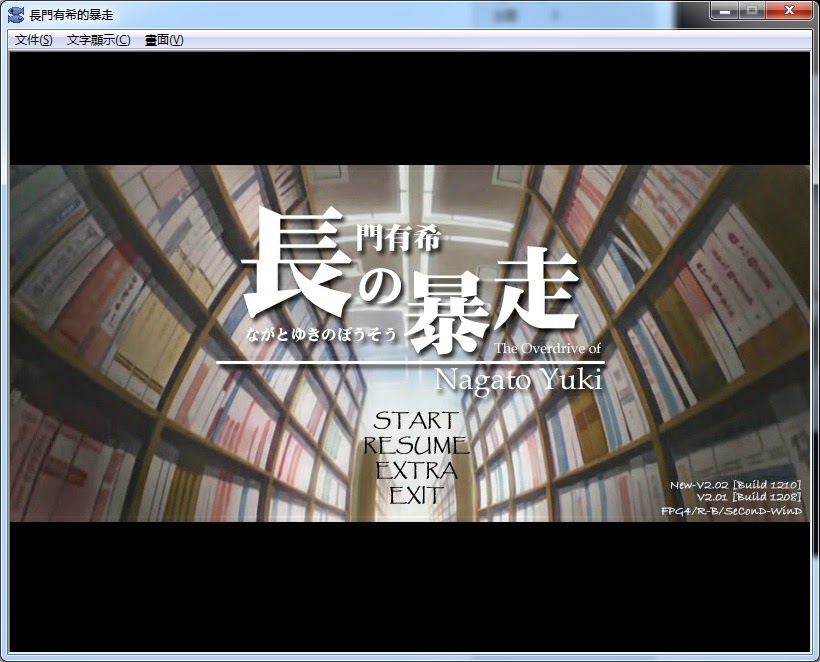 長門有希的暴走
文件(S) 文字顯示(C) 畫面(V)
長門有希の暴走
ながとゆきのぼうそう
The Overdrive of
Nagato Yuki
START
RESUME
EXTRA
EXIT
New-V2.02 [Build 1210]
V2.01 [Build 1208]
FPG4/R-B/SeConD-WinD